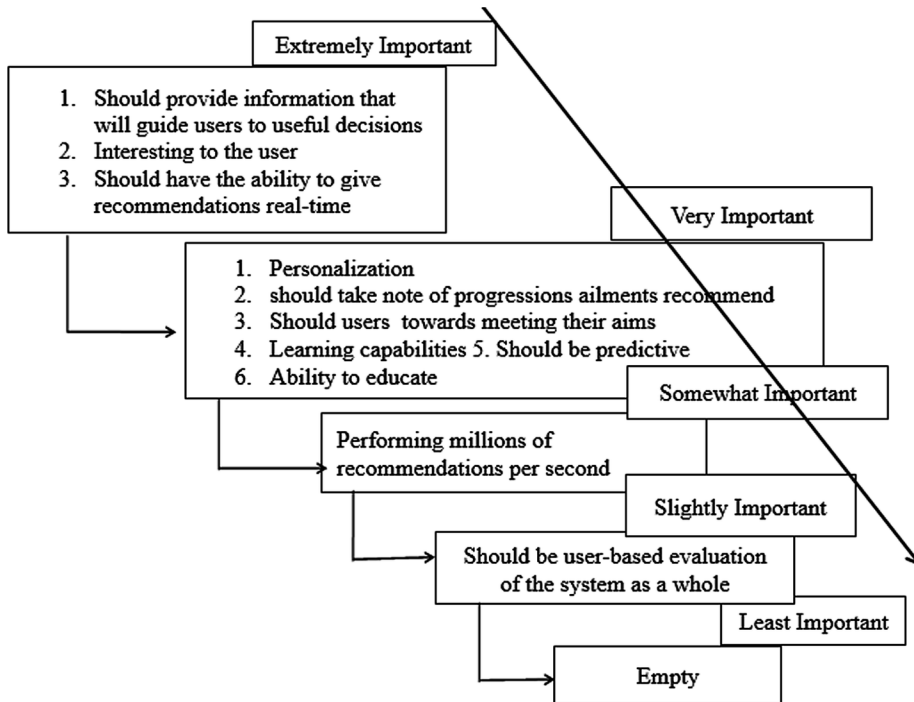 Extremely Important
1. Should provide information that
will guide users to useful decisions
2. Interesting to the user
3. Should have the ability to give
recommendations real-time
Very Important
1. Personalization
2. should take note of progressions ailments recommend
3. Should users towards meeting their aims
4. Learning capabilities 5. Should be predictive
6. Ability to educate
Somewhat Important
Performing millions of
recommendations per second
Slightly Important
Should be user-based evaluation
of the system as a whole
Least Important
Empty